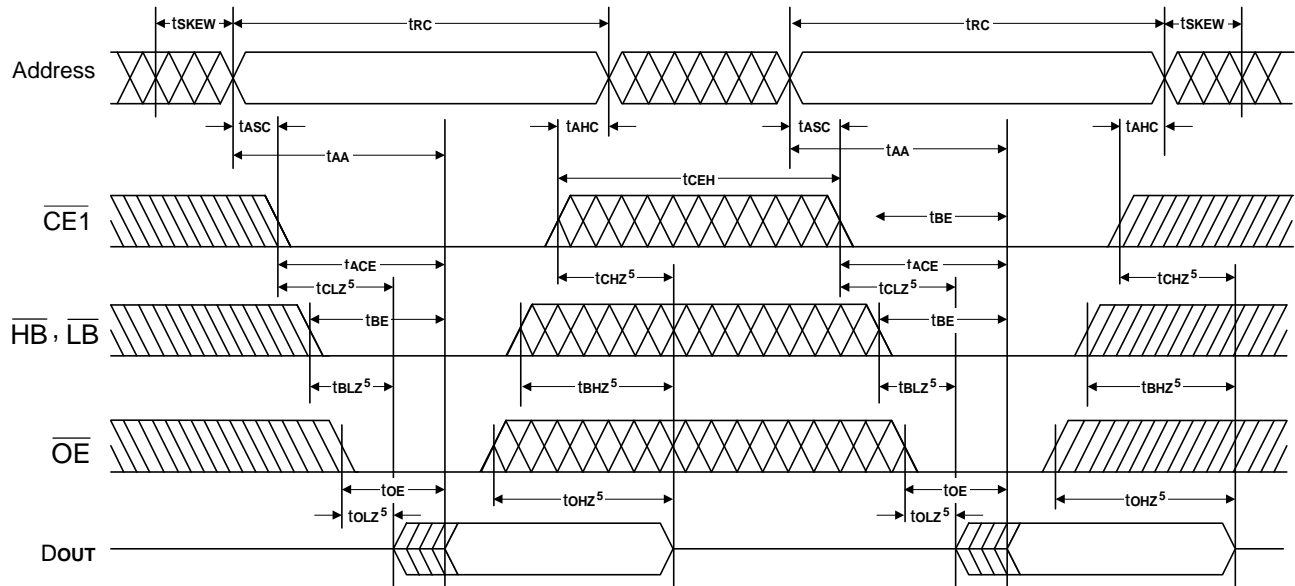 tSKEW tRC tRC tSKEW
Address
tASC tAHC tASC tAHC
tAA tAA
tCEH
CE1
tBE
tACE tACE
tCHZ5 tCHZ5
tCLZ5 tCLZ5
HB , LB
tBE tBE
tBLZ5 tBHZ5 tBLZ5 tBHZ5
OE
tOE tOE
tOHZ5 tOHZ5
tOLZ5 tOLZ5
DOUT